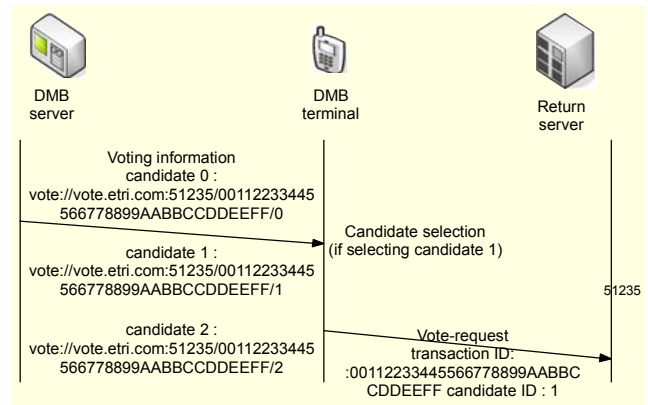 DMB
server
DMB
terminal
Return
server
Voting information
candidate 0 :
vote://vote.etri.com:51235/00112233445
566778899AABBCCDDEEFF/0
Candidate selection
(if selecting candidate 1)
candidate 1 :
vote://vote.etri.com:51235/00112233445
566778899AABBCCDDEEFF/1
51235
candidate 2 :
vote://vote.etri.com:51235/00112233445
566778899AABBCCDDEEFF/2
Vote-request
transaction ID:
:00112233445566778899AABBC
CDDEEFF candidate ID : 1